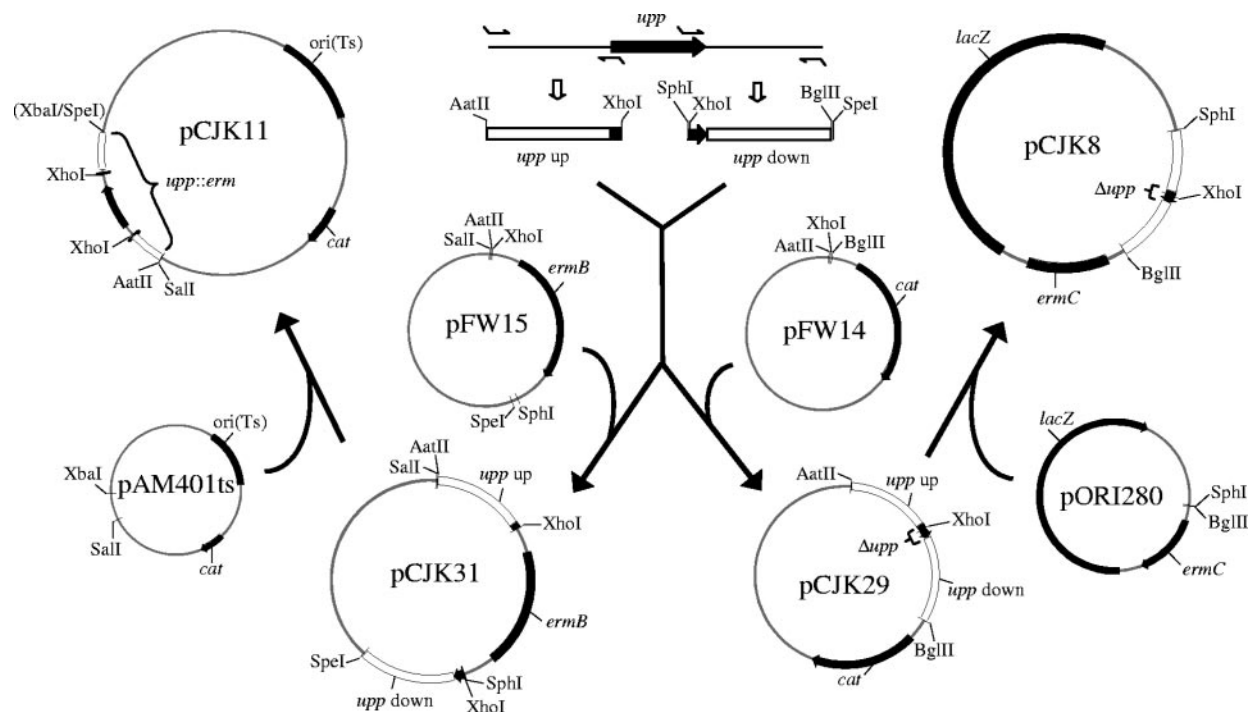 upp
AatII
XhoI
upp up
SphI
XhoI
BglII
SpeI
upp down
ori(Ts)
(XbaI/SpeI)
pCJK11
XhoI
upp::erm
XhoI
cat
AatII
SalI
lacZ
SphI
pCJK8
Δupp
XhoI
BglII
ermC
AatII
SalI
XhoI
ermB
pFW15
SpeI
SphI
XhoI
AatII
BglII
cat
pFW14
ori(Ts)
XbaI
pAM401ts
SalI
cat
AatII
SalI
upp up
XhoI
pCJK31
ermB
SpeI
SphI
XhoI
upp down
AatII
upp up
XhoI
Δupp
pCJK29
upp down
BglII
cat
lacZ
pORI280
SphI
BglII
ermC